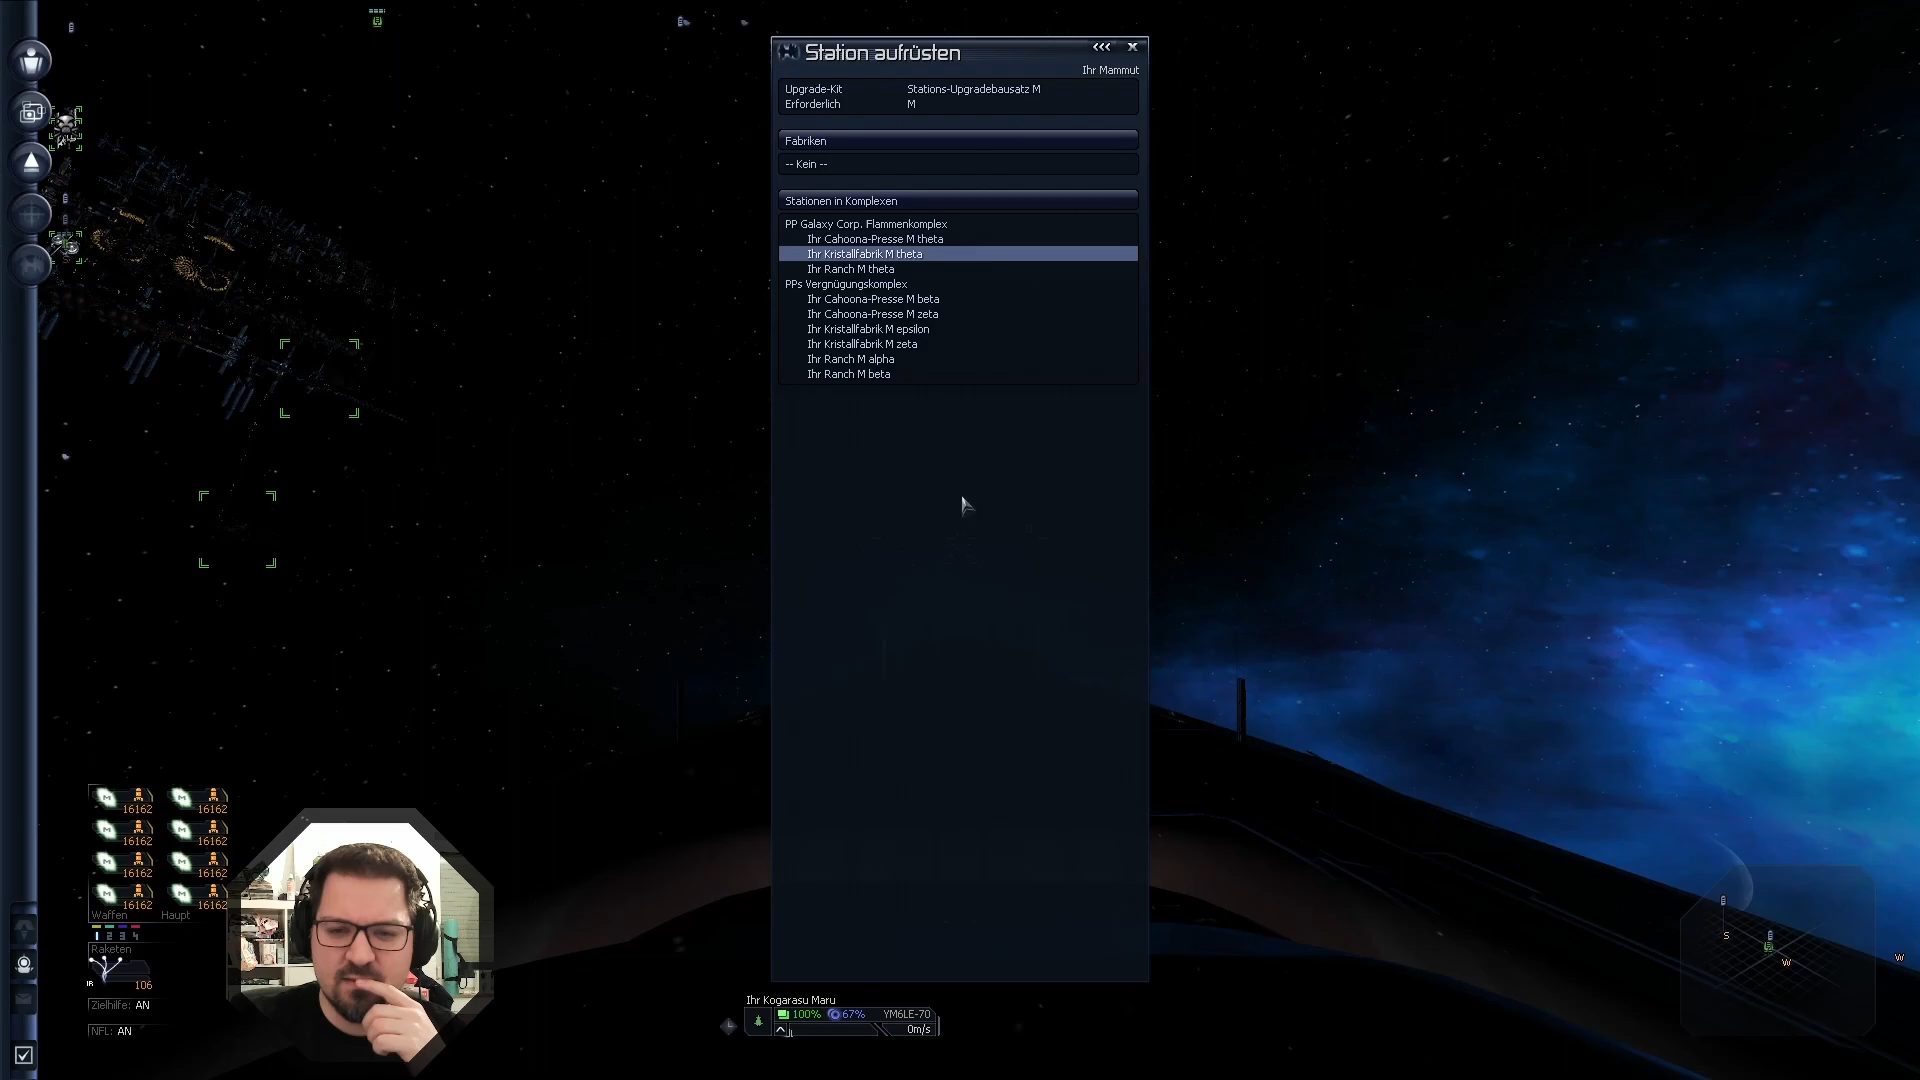 Station aufrüsten
Ihr Mammut
Upgrade-Kit Stations-Upgradebausatz M
Erforderlich M
Fabriken
-- Kein --
Stationen in Komplexen
PP Galaxy Corp. Flammenkomplex
Ihr Cahoona-Presse M theta
Ihr Kristallfabrik M theta
Ihr Ranch M theta
PPs Vergnügungskomplex
Ihr Cahoona-Presse M beta
Ihr Cahoona-Presse M zeta
Ihr Kristallfabrik M epsilon
Ihr Kristallfabrik M zeta
Ihr Ranch M alpha
Ihr Ranch M beta
16162 16162
16162 16162
16162 16162
16162 16162
Waffen Haupt
1 2 3 4
Raketen
IR 106
Zielhilfe: AN
NFL: AN
Ihr Kogarasu Maru
100% 67% YM6LE-70
0m/s
S
W
W